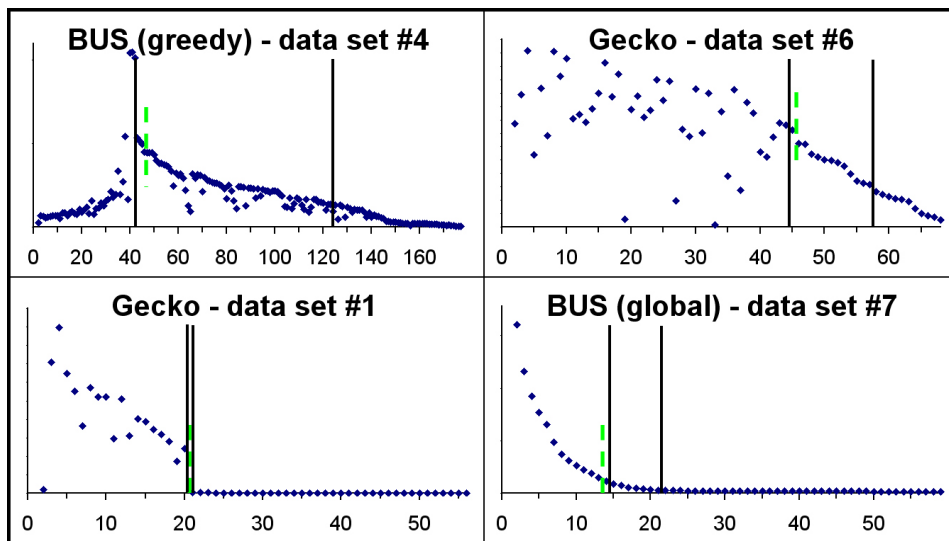 BUS (greedy) - data set #4
0 20 40 60 80 100 120 140 160
Gecko - data set #6
0 10 20 30 40 50 60
Gecko - data set #1
0 10 20 30 40 50
BUS (global) - data set #7
0 10 20 30 40 50